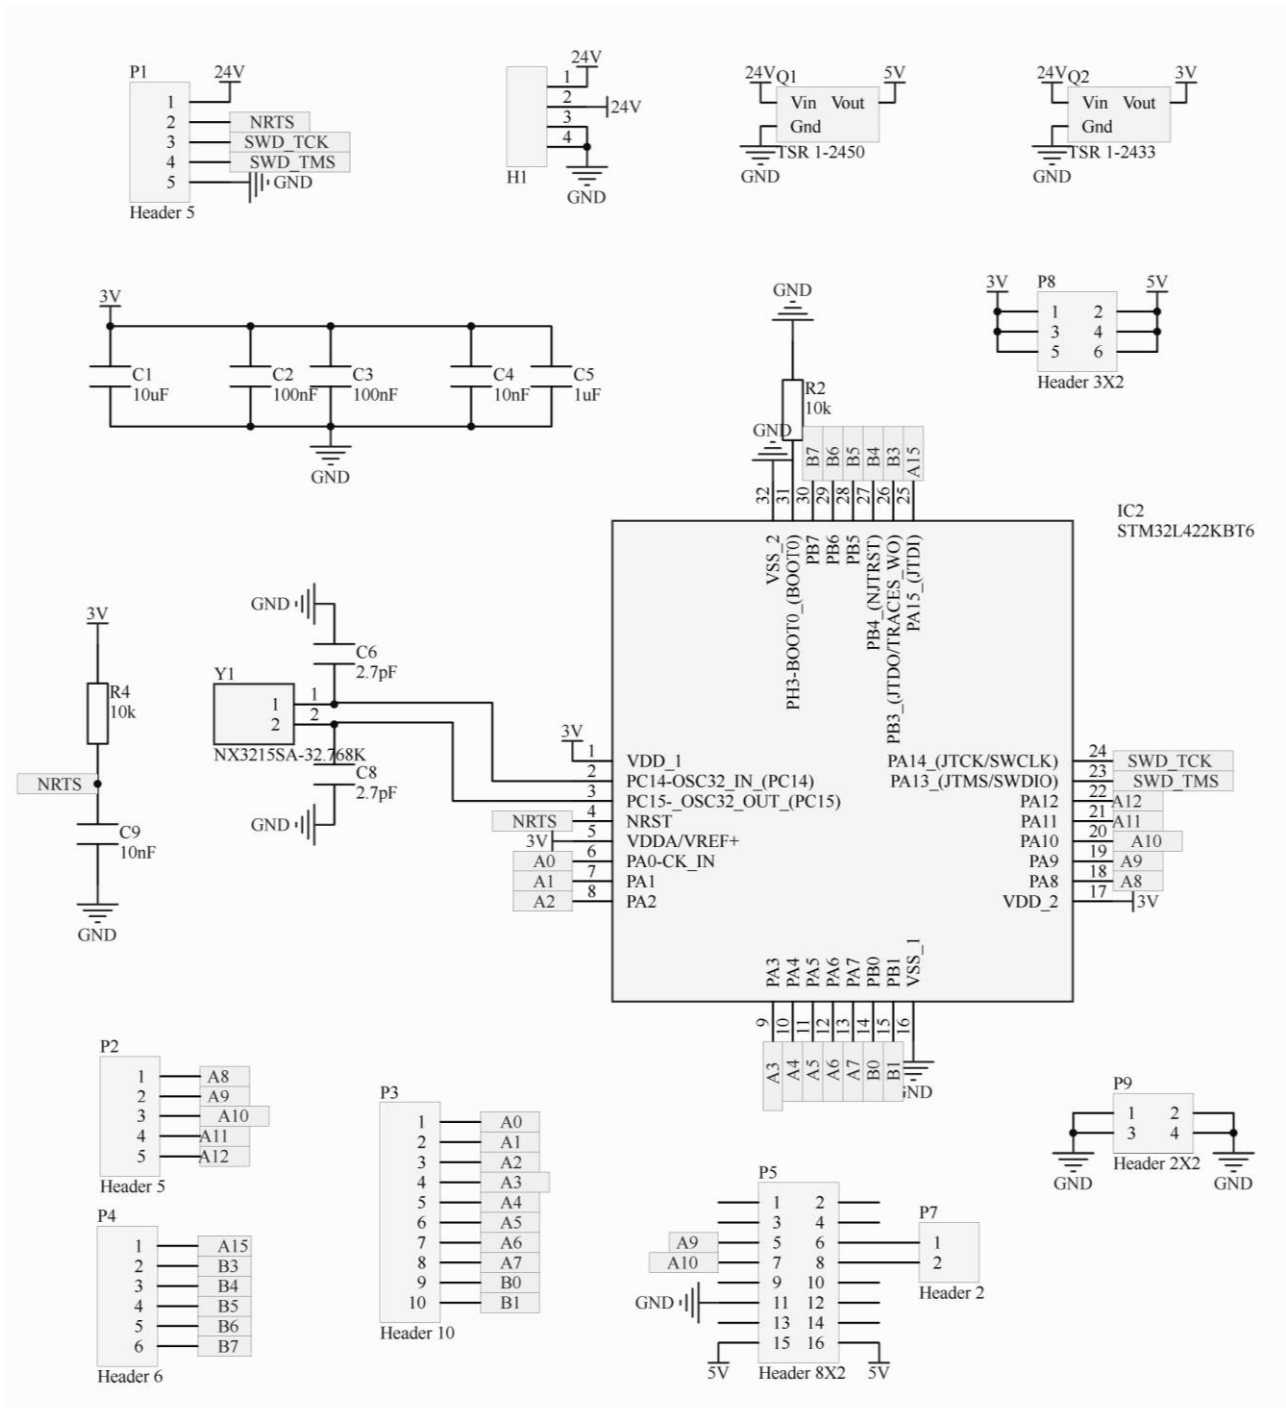 P1
24V
1
2 NRTS
3 SWD_TCK
4 SWD_TMS
5 GND
Header 5
24V
1
2 24V
3
4
H1
GND
24V Q1 5V
Vin Vout
Gnd
TSR 1-2450
GND
24V Q2 3V
Vin Vout
Gnd
TSR 1-2433
GND
3V
C1
10uF
C2
100nF
C3
100nF
C4
10nF
C5
1uF
GND
3V P8 5V
1 2
3 4
5 6
Header 3X2
GND
R2
10k
GND
B7
B6
B5
B4
B3
A15
32
31
30
29
28
27
26
25
IC2
STM32L422KBT6
VSS_2
PH3-BOOT0_(BOOT0)
PB7
PB6
PB5
PB4_(NJTRST)
PB3_(JTDO/TRACES_WO)
PA15_(JTDI)
3V
R4
10k
NRTS
C9
10nF
GND
GND
C6
2.7pF
Y1
1 1
2 2
NX3215SA-32.768K
C8
2.7pF
GND
3V 1 VDD_1
2 PC14-OSC32_IN_(PC14)
3 PC15-_OSC32_OUT_(PC15)
NRTS 4 NRST
3V 5 VDDA/VREF+
A0 6 PA0-CK_IN
A1 7 PA1
A2 8 PA2
PA14_(JTCK/SWCLK) 24 SWD_TCK
PA13_(JTMS/SWDIO) 23 SWD_TMS
PA12 22 A12
PA11 21 A11
PA10 20 A10
PA9 19 A9
PA8 18 A8
VDD_2 17 3V
PA3
PA4
PA5
PA6
PA7
PB0
PB1
VSS_1
9
10
11
12
13
14
15
16
A3
A4
A5
A6
A7
B0
B1
GND
P2
1 A8
2 A9
3 A10
4 A11
5 A12
Header 5
P4
1 A15
2 B3
3 B4
4 B5
5 B6
6 B7
Header 6
P3
1 A0
2 A1
3 A2
4 A3
5 A4
6 A5
7 A6
8 A7
9 B0
10 B1
Header 10
P5
1 2
3 4
A9 5 6
A10 7 8
9 10
GND 11 12
13 14
15 16
5V Header 8X2 5V
P7
1
2
Header 2
P9
1 2
3 4
Header 2X2
GND GND